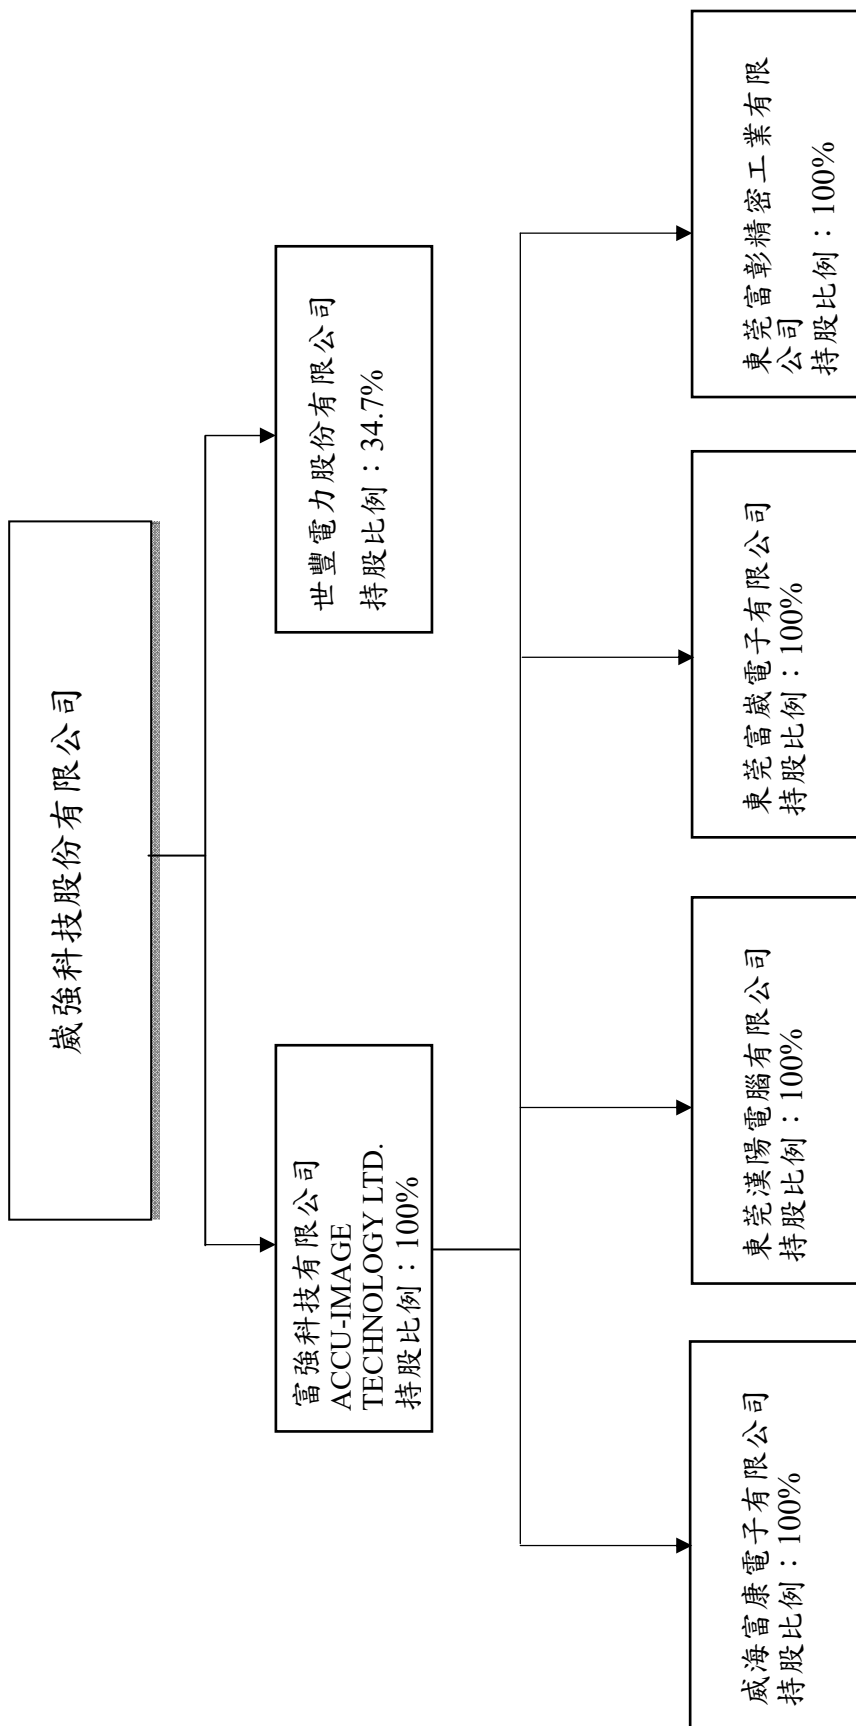 崴強科技股份有限公司
富強科技有限公司
ACCU-IMAGE
TECHNOLOGY LTD.
持股比例：100%
世豐電力股份有限公司
持股比例：34.7%
威海富康電子有限公司
持股比例：100%
東莞漢陽電腦有限公司
持股比例：100%
東莞富崴電子有限公司
持股比例：100%
東莞富彰精密工業有限
公司
持股比例：100%